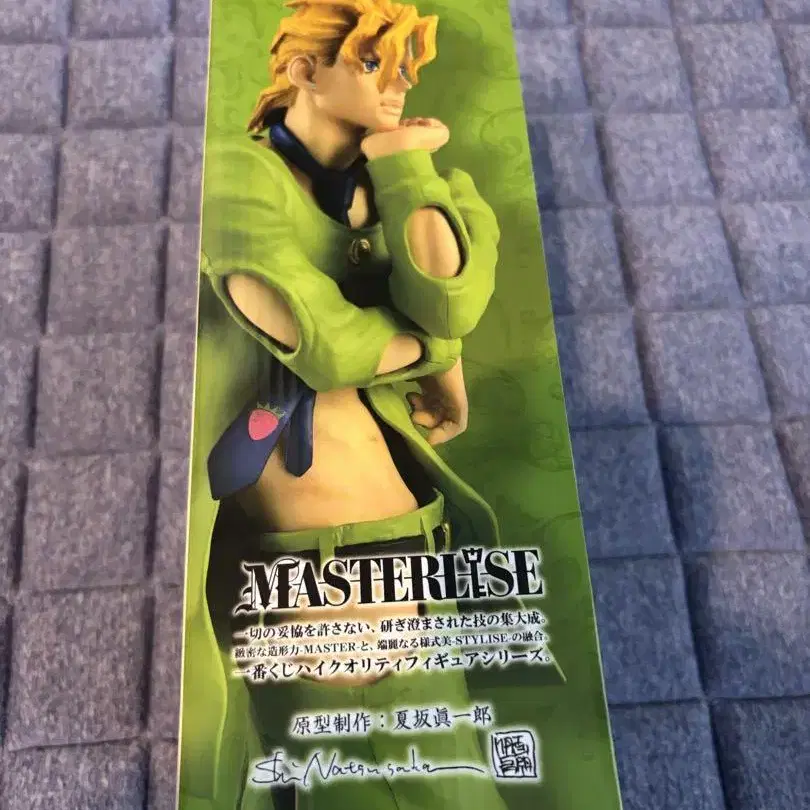 MASTERLISE
一切の妥協を許さない、研ぎ澄まされた技の集大成。
緻密な造形力-MASTER-と、端麗なる様式美-STYLISE-の融合。
一番くじハイクオリティフィギュアシリーズ。
原型制作：夏坂眞一郎
Shin Natsusaka